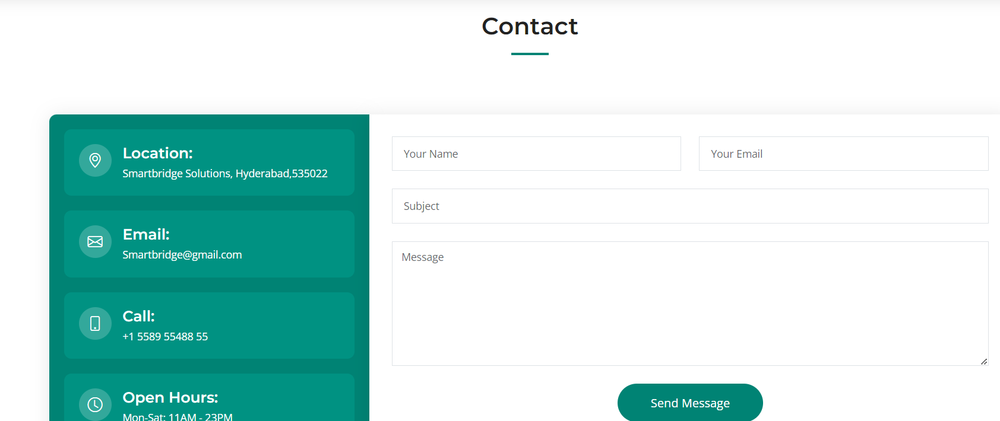 Contact
Location:
Smartbridge Solutions, Hyderabad,535022
Email:
Smartbridge@gmail.com
Call:
+1 5589 55488 55
Open Hours:
Mon-Sat: 11AM - 23PM
Your Name
Your Email
Subject
Message
Send Message